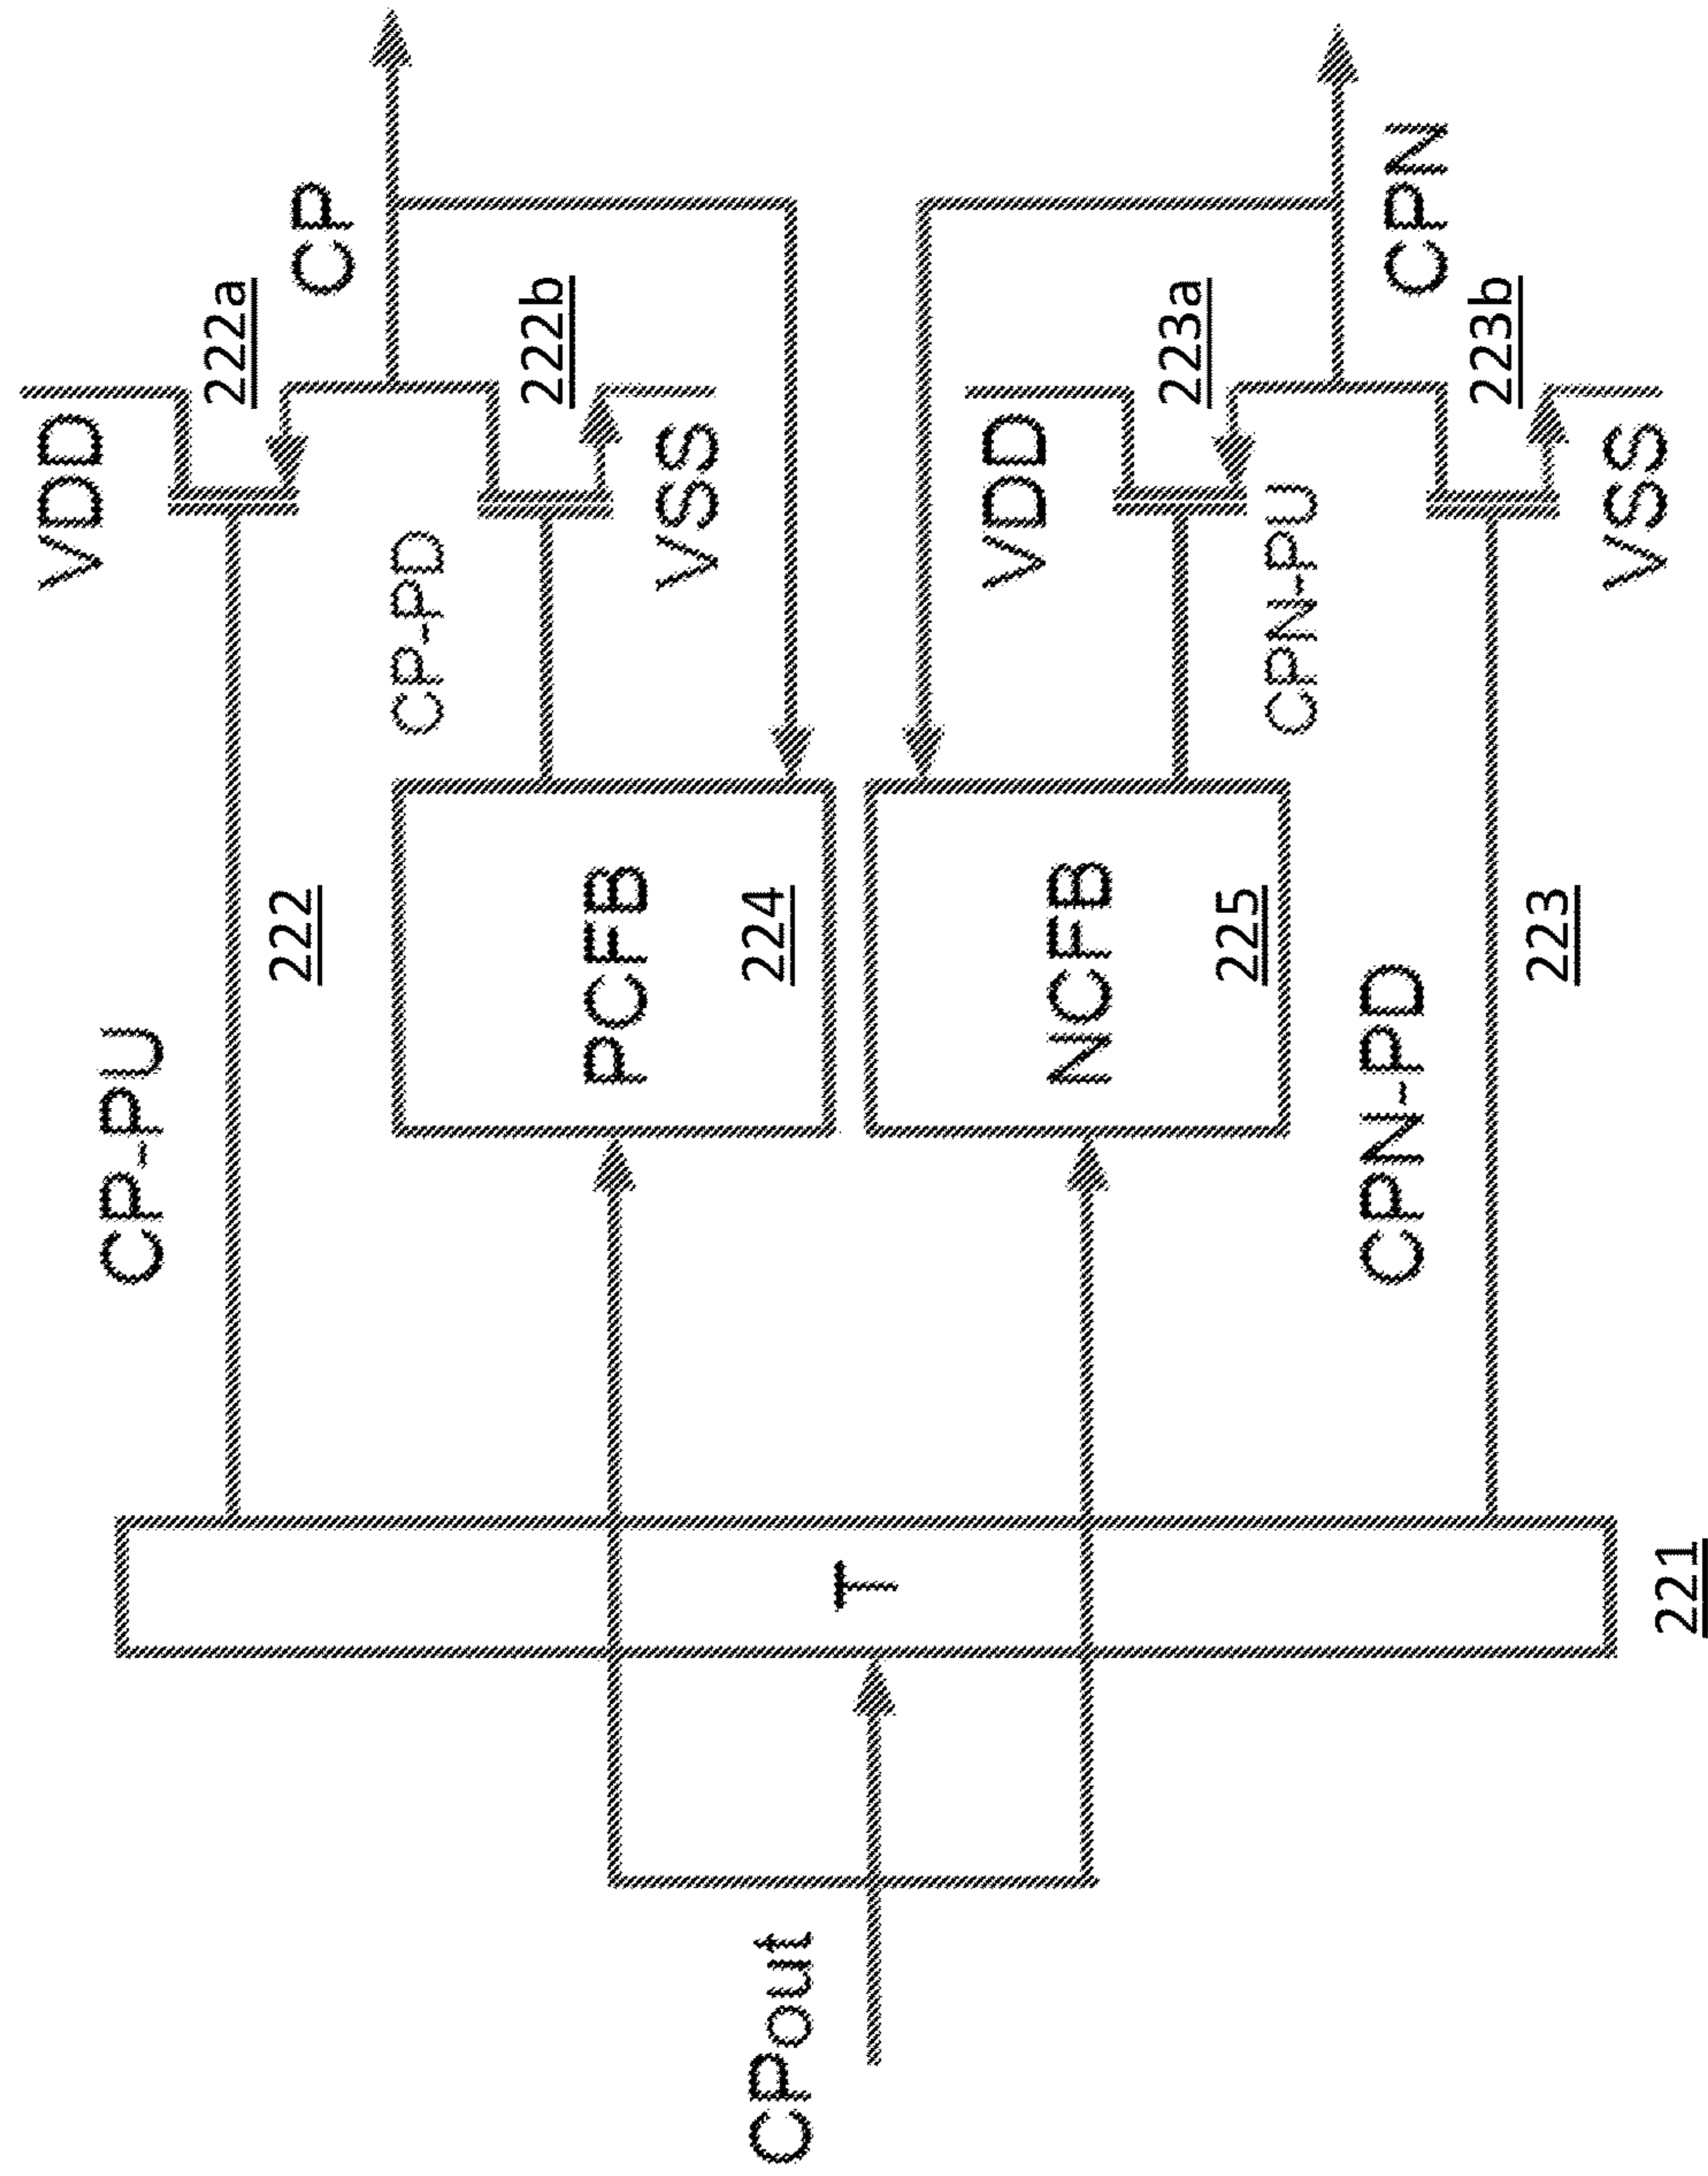 VDD
222a
CP
CP-PU
222
CP-PD
222b
VSS
PCFB
224
CPout
T
VDD
223a
NCFB
225
CPN-PU
CPN
CPN-PD
223b
223
VSS
221